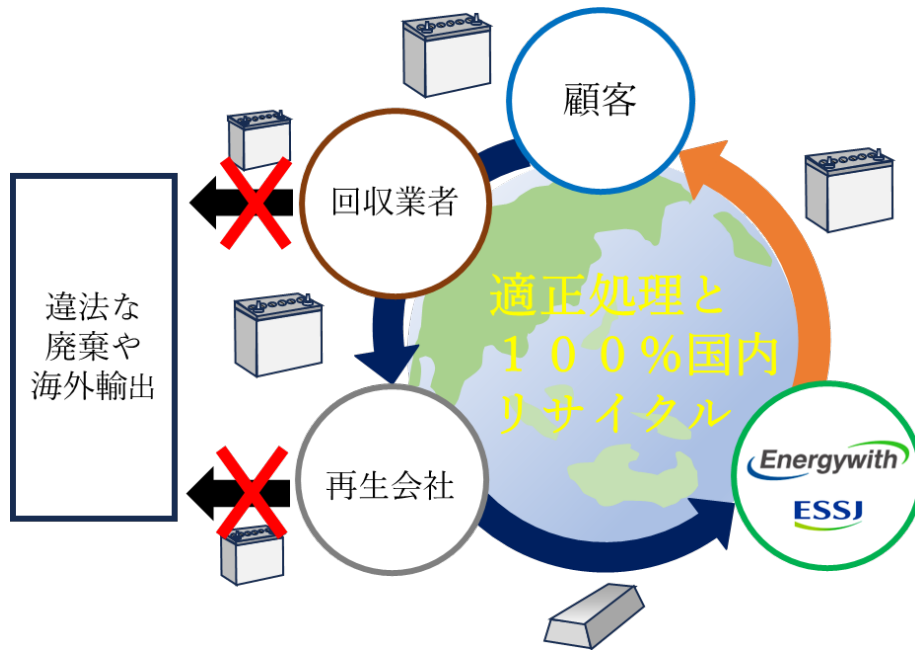 顧客
回収業者
違法な
廃棄や
海外輸出
適正処理と
１００％国内
リサイクル
再生会社
Energywith
ESSJ